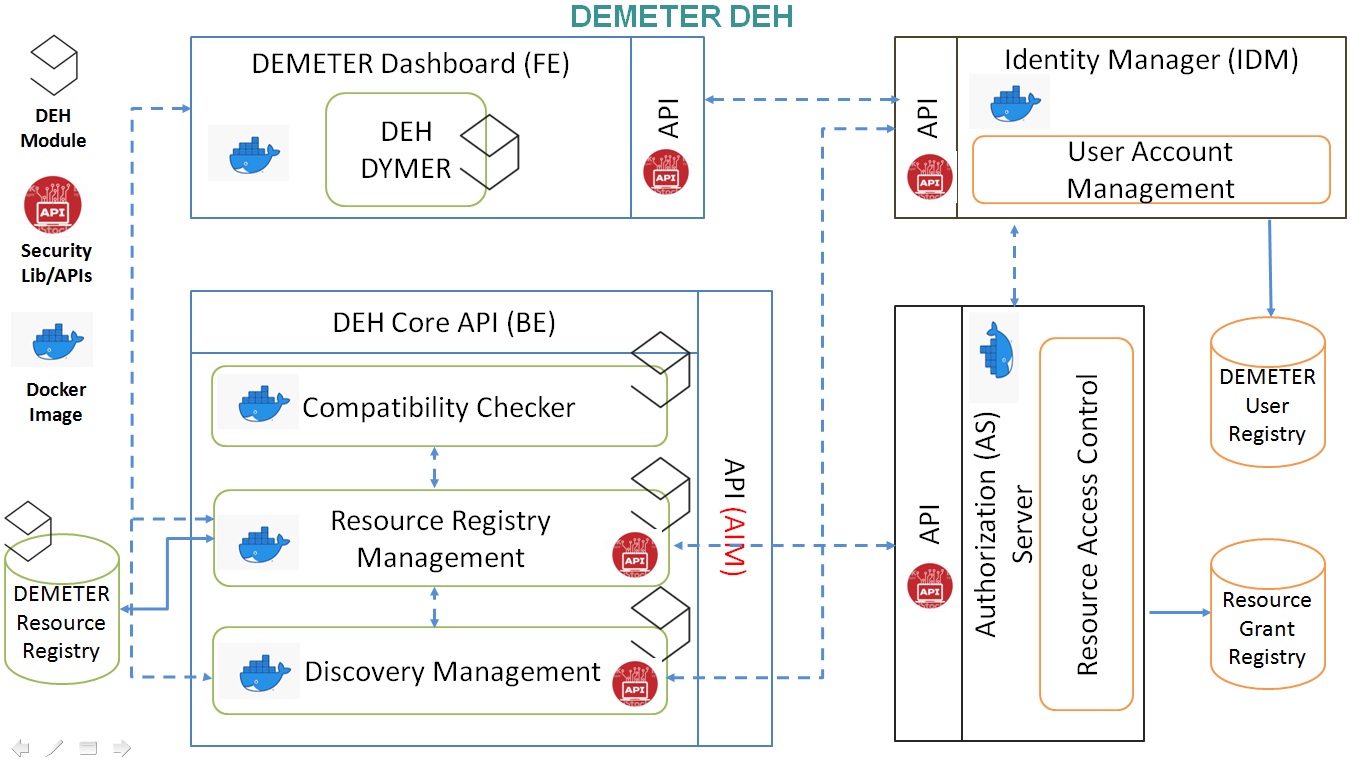 DEMETER DEH
DEH
Module
Security
Lib/APIs
Docker
Image
DEMETER Dashboard (FE)
DEH
DYMER
API
API
Identity Manager (IDM)
API
User Account
Management
DEH Core API (BE)
Compatibility Checker
Resource Registry
Management
API
Discovery Management
API
API (AIM)
API
API
Authorization (AS)
Server
Resource Access Control
DEMETER
User
Registry
Resource
Grant
Registry
DEMETER
Resource
Registry
API
API
API